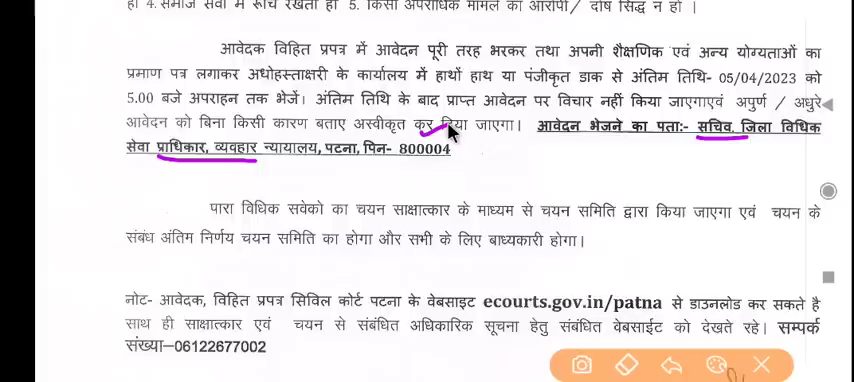 हो 4. समाज सेवा में रूचि रखता हो 5. किसी अपराधिक मामले का आरोपी/ दोष सिद्ध न हो ।
आवेदक विहित प्रपत्र में आवेदन पूरी तरह भरकर तथा अपनी शैक्षणिक एवं अन्य योग्यताओं का
प्रमाण पत्र लगाकर अधोहस्ताक्षरी के कार्यालय में हाथों हाथ या पंजीकृत डाक से अंतिम तिथि- 05/04/2023 को
5.00 बजे अपराहन तक भेजें। अंतिम तिथि के बाद प्राप्त आवेदन पर विचार नहीं किया जाएगाएवं अपुर्ण / अधुरे
आवेदन को बिना किसी कारण बताए अस्वीकृत कर दिया जाएगा। आवेदन भेजने का पता:- सचिव, जिला विधिक
सेवा प्राधिकार, व्यवहार न्यायालय, पटना, पिन- 800004
पारा विधिक सवेको का चयन साक्षात्कार के माध्यम से चयन समिति द्वारा किया जाएगा एवं चयन के
संबंध अंतिम निर्णय चयन समिति का होगा और सभी के लिए बाध्यकारी होगा।
नोट- आवेदक, विहित प्रपत्र सिविल कोर्ट पटना के वेबसाइट ecourts.gov.in/patna से डाउनलोड कर सकते है
साथ ही साक्षात्कार एवं चयन से संबंधित अधिकारिक सूचना हेतु संबंधित वेबसाईट को देखते रहे। सम्पर्क
संख्या-06122677002